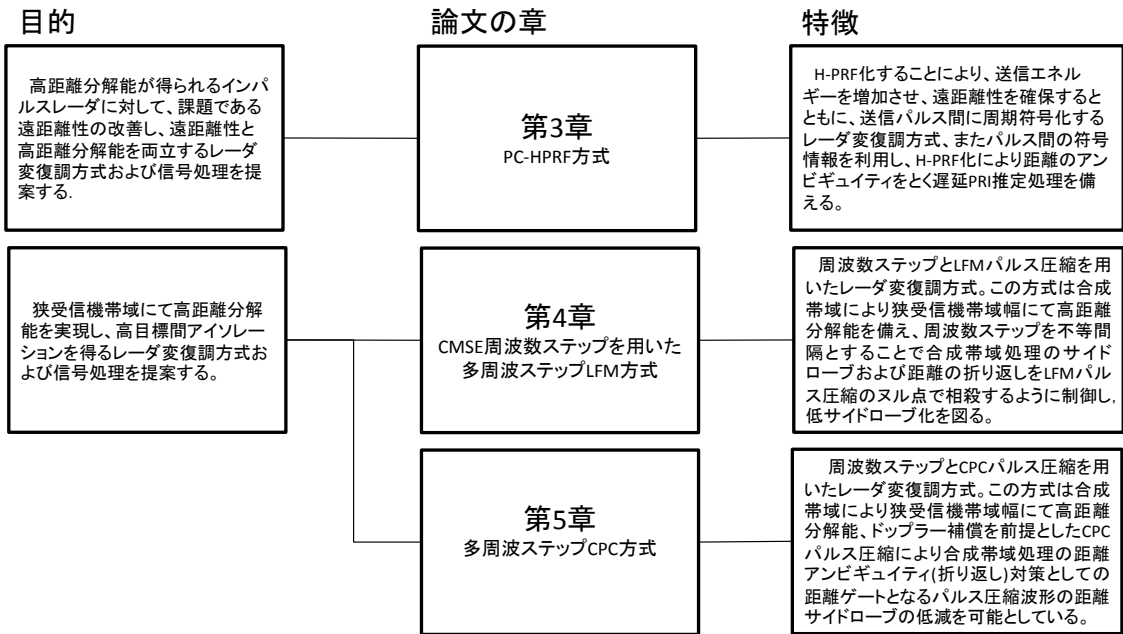 目的
論文の章
特徴
高距離分解能が得られるインパ
ルスレーダに対して、課題である
遠距離性の改善し、遠距離性と
高距離分解能を両立するレーダ
変復調方式および信号処理を提
案する.
第3章
PC-HPRF方式
H-PRF化することにより、送信エネル
ギーを増加させ、遠距離性を確保すると
ともに、送信パルス間に周期符号化する
レーダ変復調方式、またパルス間の符号
情報を利用し、H-PRF化により距離のアン
ビギュイティをとく遅延PRI推定処理を備
える。
狭受信機帯域にて高距離分解
能を実現し、高目標間アイソレー
ションを得るレーダ変復調方式お
よび信号処理を提案する。
第4章
CMSE周波数ステップを用いた
多周波ステップLFM方式
周波数ステップとLFMパルス圧縮を用
いたレーダ変復調方式。この方式は合成
帯域により狭受信機帯域幅にて高距離
分解能を備え、周波数ステップを不等間
隔とすることで合成帯域処理のサイド
ローブおよび距離の折り返しをLFMパル
ス圧縮のヌル点で相殺するように制御し,
低サイドローブ化を図る。
第5章
多周波ステップCPC方式
周波数ステップとCPCパルス圧縮を用
いたレーダ変復調方式。この方式は合成
帯域により狭受信機帯域幅にて高距離
分解能、ドップラー補償を前提としたCPC
パルス圧縮により合成帯域処理の距離
アンビギュイティ(折り返し)対策としての
距離ゲートとなるパルス圧縮波形の距離
サイドローブの低減を可能としている。